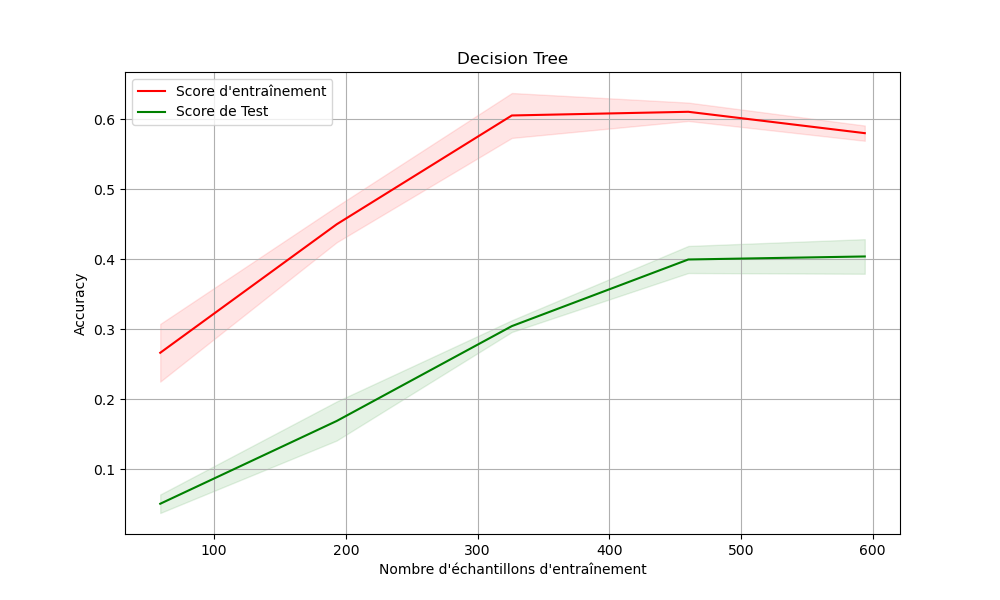 Decision Tree
Score d'entraînement
Score de Test
Accuracy
0.6
0.5
0.4
0.3
0.2
0.1
100 200 300 400 500 600
Nombre d'échantillons d'entraînement